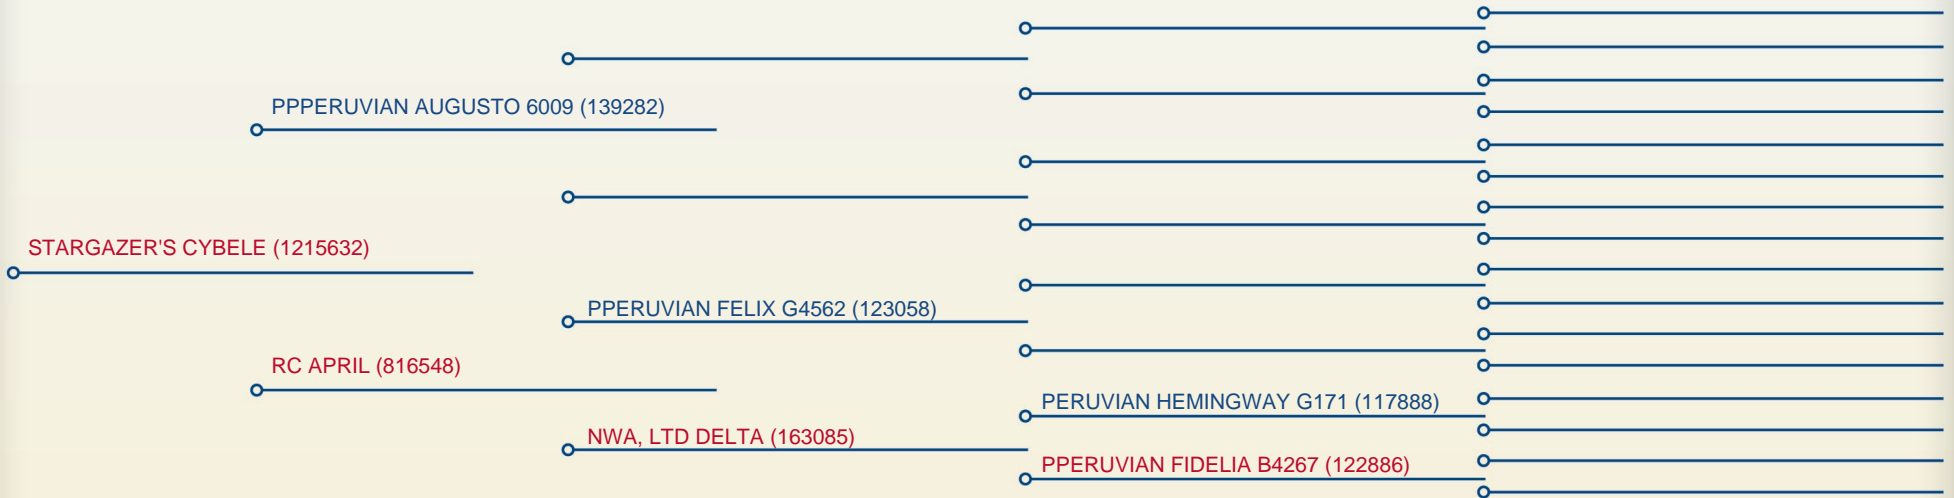 PPPERUVIAN AUGUSTO 6009 (139282)
STARGAZER'S CYBELE (1215632)
PPERUVIAN FELIX G4562 (123058)
RC APRIL (816548)
PERUVIAN HEMINGWAY G171 (117888)
NWA, LTD DELTA (163085)
PPERUVIAN FIDELIA B4267 (122886)